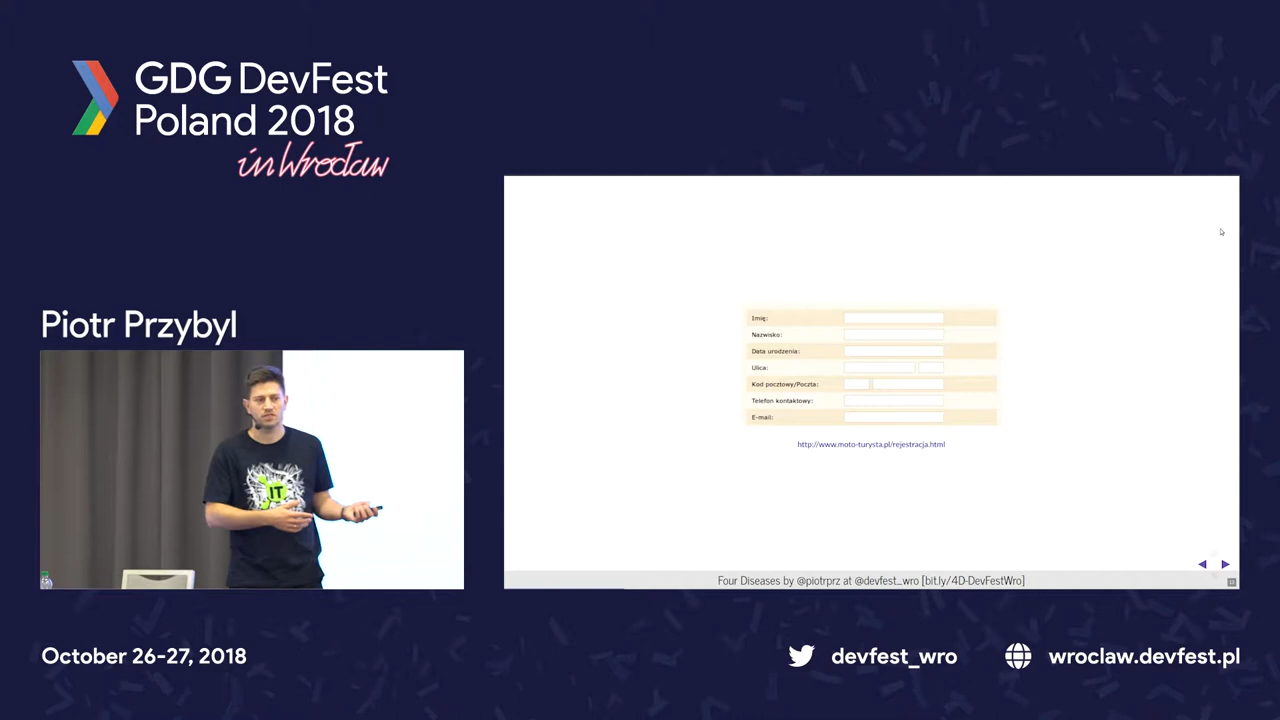 GDG DevFest
Poland 2018
in Wrocław
Piotr Przybyl
IT
Imię:
Nazwisko:
Data urodzenia:
Ulica:
Kod pocztowy/Poczta:
Telefon kontaktowy:
E-mail:
http://www.moto-turysta.pl/rejestracja.html
Four Diseases by @piotrprz at @devfest_wro [bit.ly/4D-DevFestWro]
October 26-27, 2018
devfest_wro
wroclaw.devfest.pl